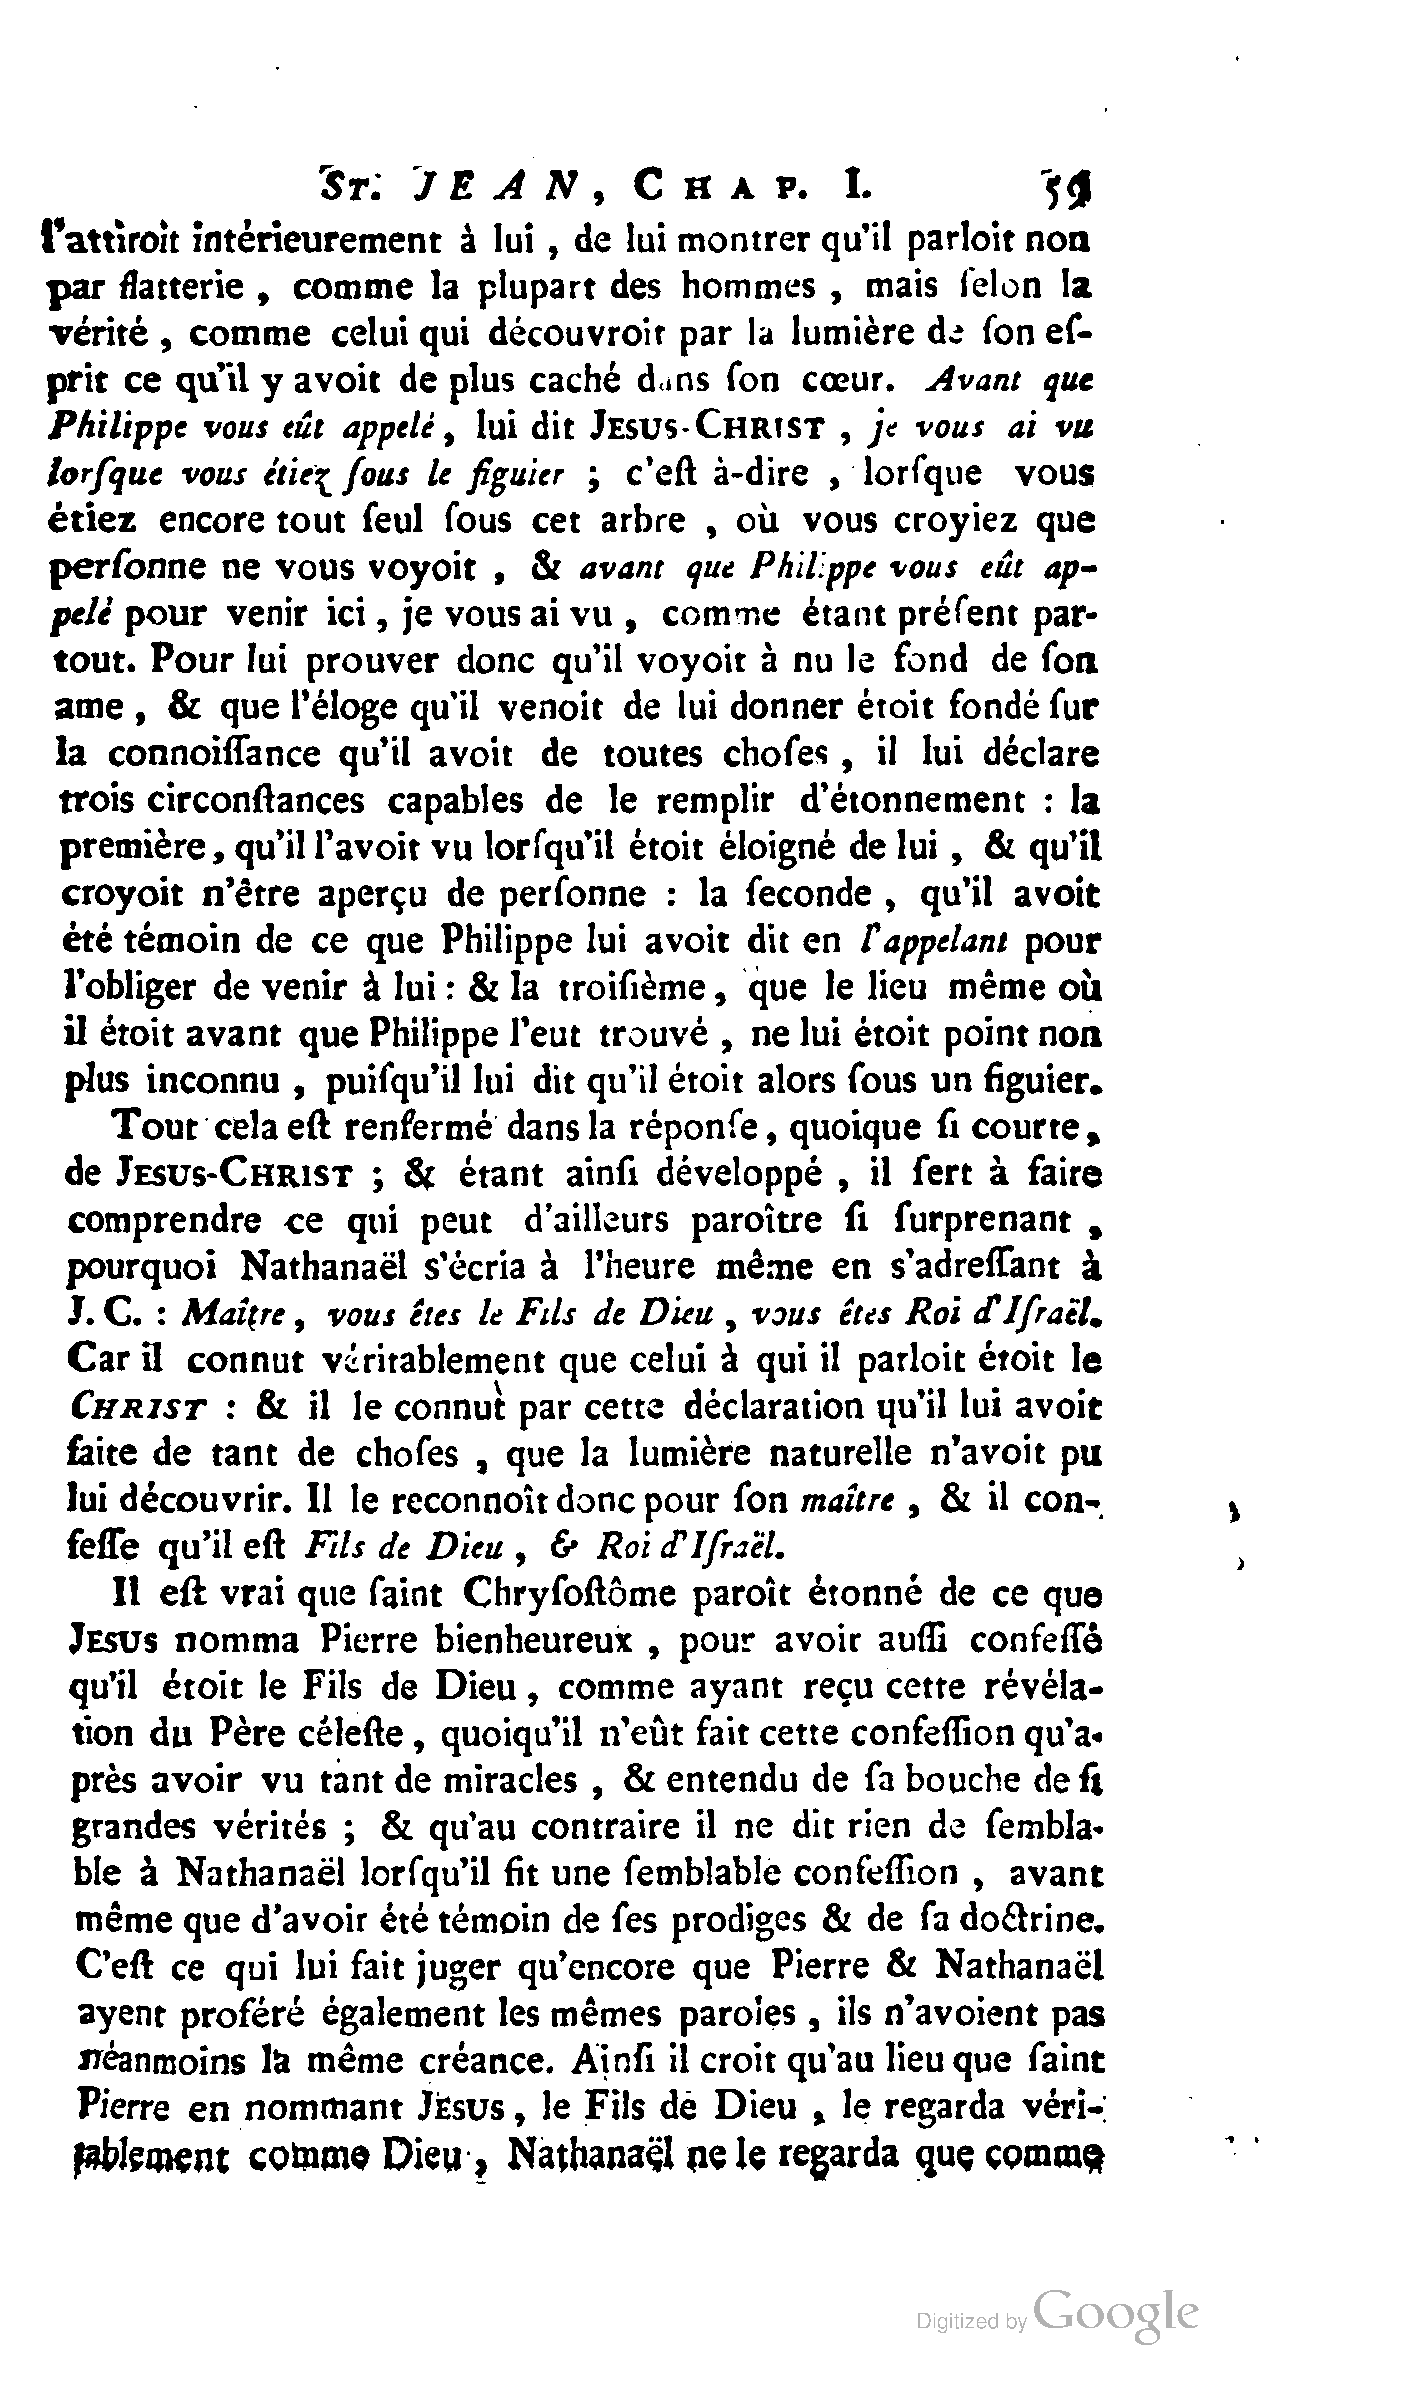 ST. JEAN, CHAP. I. 59
l'attiroit intérieurement à lui, de lui montrer qu'il parloit non
par flatterie, comme la plupart des hommes, mais ſelon la
vérité, comme celui qui découvroit par la lumière de ſon eſ-
prit ce qu'il y avoit de plus caché dans ſon cœur. Avant que
Philippe vous eût appelé, lui dit JESUS-CHRIST, je vous ai vu
lorſque vous étiez ſous le figuier; c'eſt à-dire, lorſque vous
étiez encore tout ſeul ſous cet arbre, où vous croyiez que
perſonne ne vous voyoit, & avant que Philippe vous eût ap-
pelé pour venir ici, je vous ai vu, comme étant préſent par-
tout. Pour lui prouver donc qu'il voyoit à nu le fond de ſon
ame, & que l'éloge qu'il venoit de lui donner étoit fondé ſur
la connoiſſance qu'il avoit de toutes choſes, il lui déclare
trois circonſtances capables de le remplir d'étonnement : la
première, qu'il l'avoit vu lorſqu'il étoit éloigné de lui, & qu'il
croyoit n'être aperçu de perſonne : la ſeconde, qu'il avoit
été témoin de ce que Philippe lui avoit dit en l'appelant pour
l'obliger de venir à lui : & la troiſième, que le lieu même où
il étoit avant que Philippe l'eut trouvé, ne lui étoit point non
plus inconnu, puiſqu'il lui dit qu'il étoit alors ſous un figuier.
Tout cela eſt renfermé dans la réponſe, quoique ſi courte,
de JESUS-CHRIST; & étant ainſi développé, il ſert à faire
comprendre ce qui peut d'ailleurs paroître ſi ſurprenant,
pourquoi Nathanaël s'écria à l'heure même en s'adreſſant à
J. C. : Maître, vous êtes le Fils de Dieu, vous êtes Roi d'Iſraël.
Car il connut véritablement que celui à qui il parloit étoit le
CHRIST : & il le connut par cette déclaration qu'il lui avoit
faite de tant de choſes, que la lumière naturelle n'avoit pu
lui découvrir. Il le reconnoît donc pour ſon maître, & il con-
feſſe qu'il eſt Fils de Dieu, & Roi d'Iſraël.
Il eſt vrai que ſaint Chryſoſtôme paroît étonné de ce que
JESUS nomma Pierre bienheureux, pour avoir auſſi confeſſé
qu'il étoit le Fils de Dieu, comme ayant reçu cette révéla-
tion du Père céleſte, quoiqu'il n'eût fait cette confeſſion qu'a-
près avoir vu tant de miracles, & entendu de ſa bouche de ſi
grandes vérités; & qu'au contraire il ne dit rien de ſembla-
ble à Nathanaël lorſqu'il fit une ſemblable confeſſion, avant
même que d'avoir été témoin de ſes prodiges & de ſa doctrine.
C'eſt ce qui lui fait juger qu'encore que Pierre & Nathanaël
ayent proféré également les mêmes paroles, ils n'avoient pas
néanmoins la même créance. Ainſi il croit qu'au lieu que ſaint
Pierre en nommant JESUS, le Fils de Dieu, le regarda véri-
tablement comme Dieu, Nathanaël ne le regarda que comme
Digitized by Google